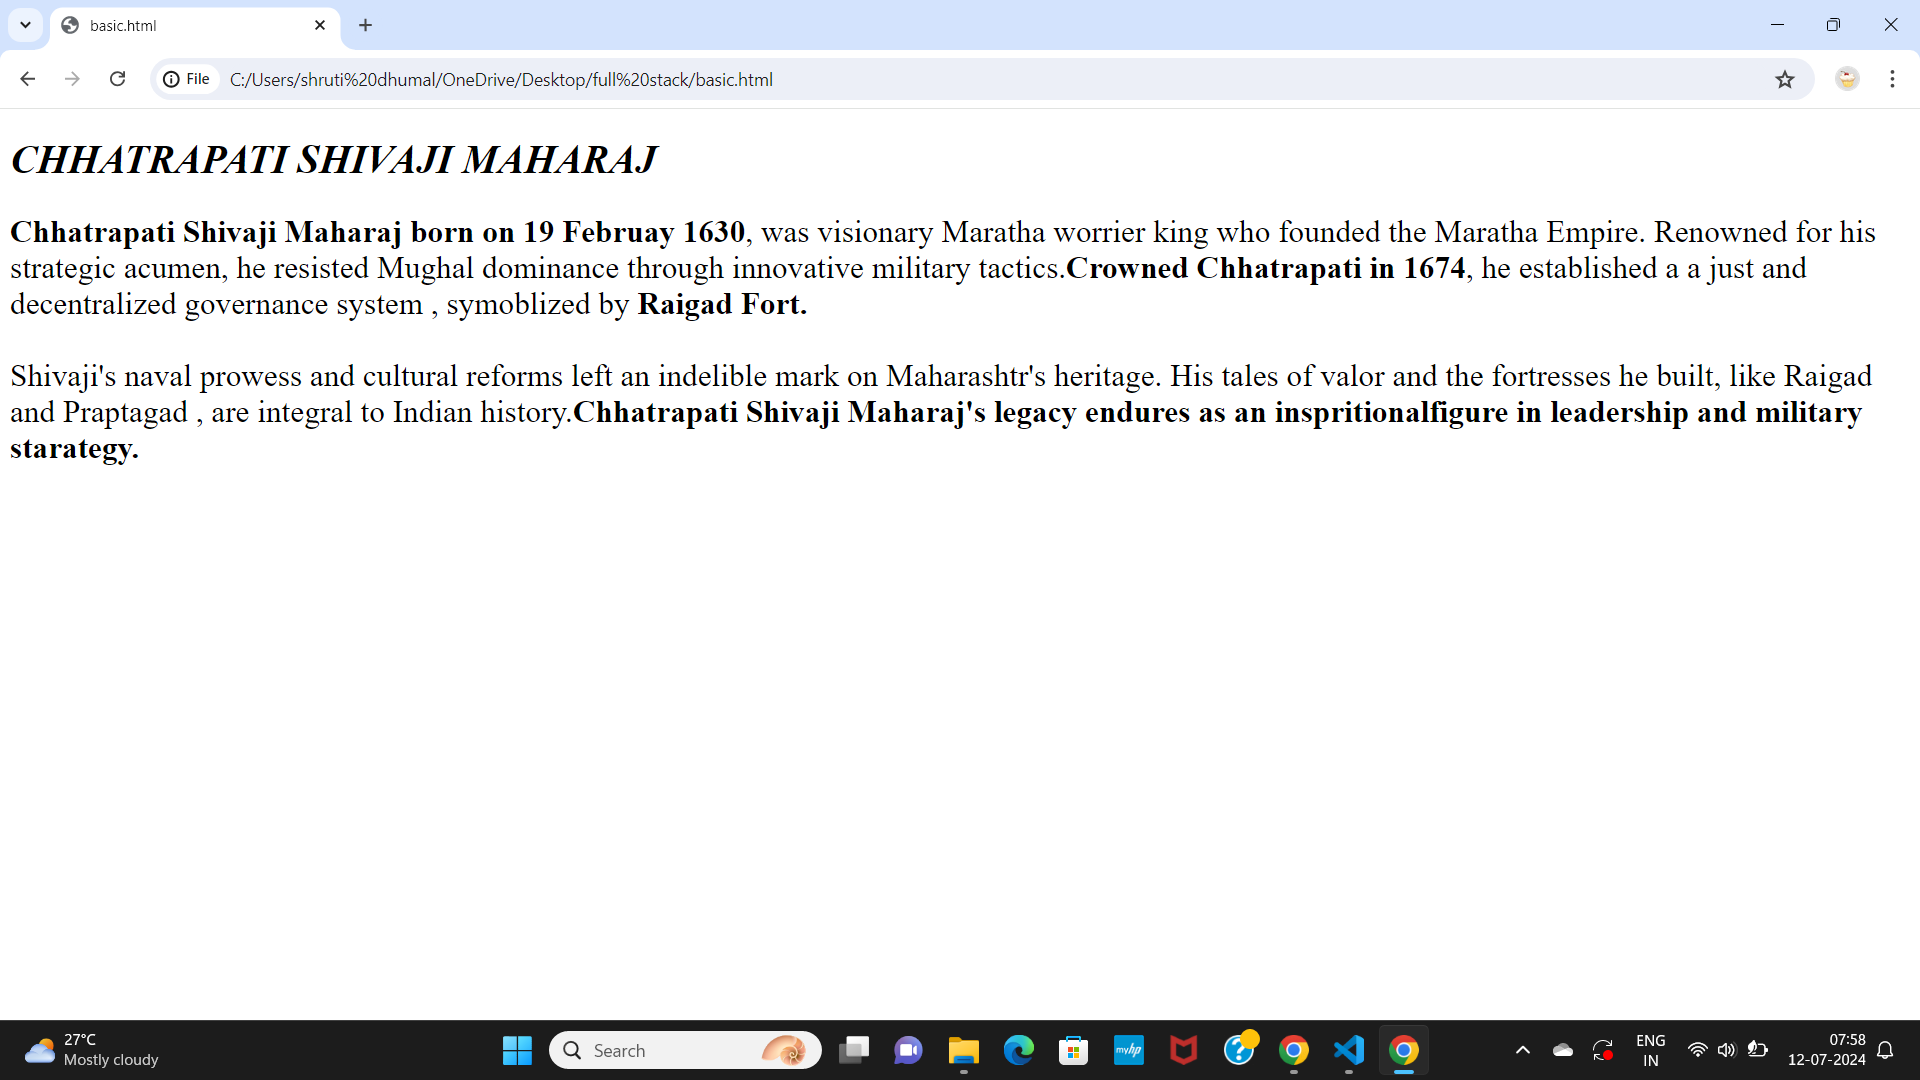 basic.html
File C:/Users/shruti%20dhumal/OneDrive/Desktop/full%20stack/basic.html
CHHATRAPATI SHIVAJI MAHARAJ
Chhatrapati Shivaji Maharaj born on 19 Februay 1630, was visionary Maratha worrier king who founded the Maratha Empire. Renowned for his
strategic acumen, he resisted Mughal dominance through innovative military tactics.Crowned Chhatrapati in 1674, he established a a just and
decentralized governance system , symoblized by Raigad Fort.
Shivaji's naval prowess and cultural reforms left an indelible mark on Maharashtr's heritage. His tales of valor and the fortresses he built, like Raigad
and Praptagad , are integral to Indian history.Chhatrapati Shivaji Maharaj's legacy endures as an inspritionalfigure in leadership and military
starategy.
27°C
Mostly cloudy
Search
myhp
ENG
IN
07:58
12-07-2024